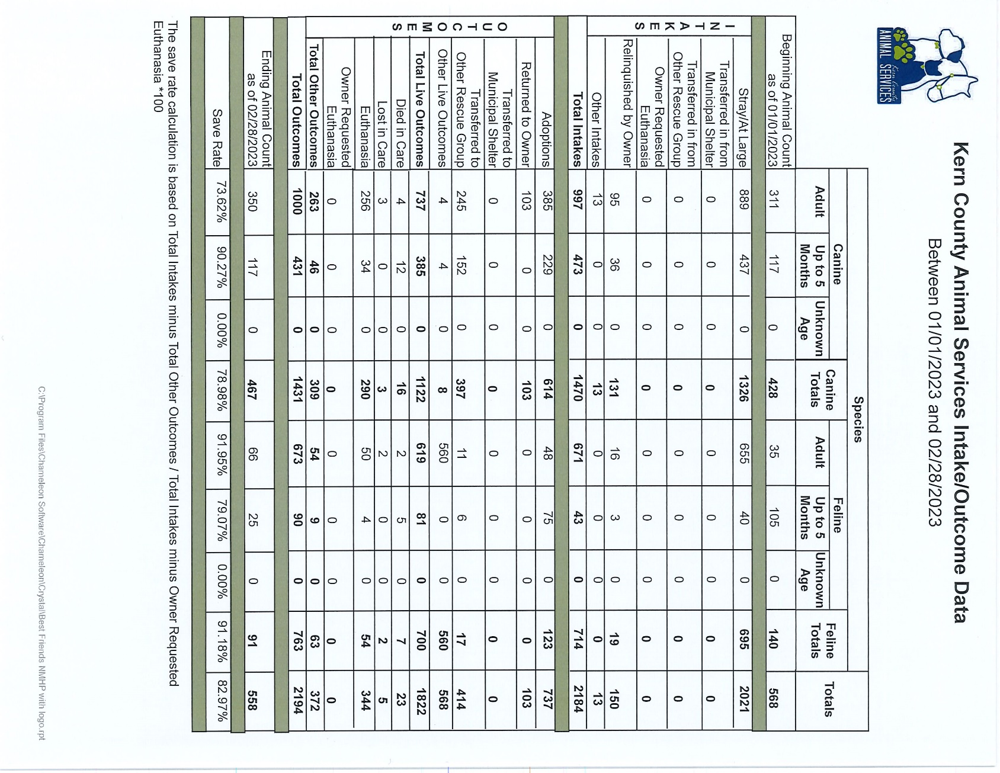 Kern County
ANIMAL SERVICES
Kern County Animal Services Intake/Outcome Data
Between 01/01/2023 and 02/28/2023
Species
Canine Canine Totals Feline Feline Totals Totals
Adult Up to 5 Months Unknown Age Adult Up to 5 Months Unknown Age
Beginning Animal Count as of 01/01/2023 311 117 0 428 35 105 0 140 568
INTAKES
Stray/At Large 889 437 0 1326 655 40 0 695 2021
Transferred in from Municipal Shelter 0 0 0 0 0 0 0 0 0
Transferred in from Other Rescue Group 0 0 0 0 0 0 0 0 0
Owner Requested Euthanasia 0 0 0 0 0 0 0 0 0
Relinquished by Owner 95 36 0 131 16 3 0 19 150
Other Intakes 13 0 0 13 0 0 0 0 13
Total Intakes 997 473 0 1470 671 43 0 714 2184
OUTCOMES
Adoptions 385 229 0 614 48 75 0 123 737
Returned to Owner 103 0 0 103 0 0 0 0 103
Transferred to Municipal Shelter 0 0 0 0 0 0 0 0 0
Transferred to Other Rescue Group 245 152 0 397 11 6 0 17 414
Other Live Outcomes 4 4 0 8 560 0 0 560 568
Total Live Outcomes 737 385 0 1122 619 81 0 700 1822
Died in Care 4 12 0 16 2 5 0 7 23
Lost in Care 3 0 0 3 2 0 0 2 5
Euthanasia 256 34 0 290 50 4 0 54 344
Owner Requested Euthanasia 0 0 0 0 0 0 0 0 0
Total Other Outcomes 263 46 0 309 54 9 0 63 372
Total Outcomes 1000 431 0 1431 673 90 0 763 2194
Ending Animal Count as of 02/28/2023 350 117 0 467 66 25 0 91 558
Save Rate 73.62% 90.27% 0.00% 78.98% 91.95% 79.07% 0.00% 91.18% 82.97%
The save rate calculation is based on Total Intakes minus Total Other Outcomes / Total Intakes minus Owner Requested
Euthanasia *100
C:\Program Files\Chameleon Software\Chameleon\Crystal\Best Friends NMHP with logo.rpt